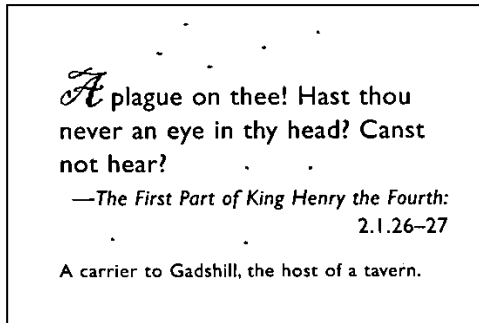 A plague on thee! Hast thou
never an eye in thy head? Canst
not hear?
—The First Part of King Henry the Fourth:
2.1.26–27
A carrier to Gadshill, the host of a tavern.